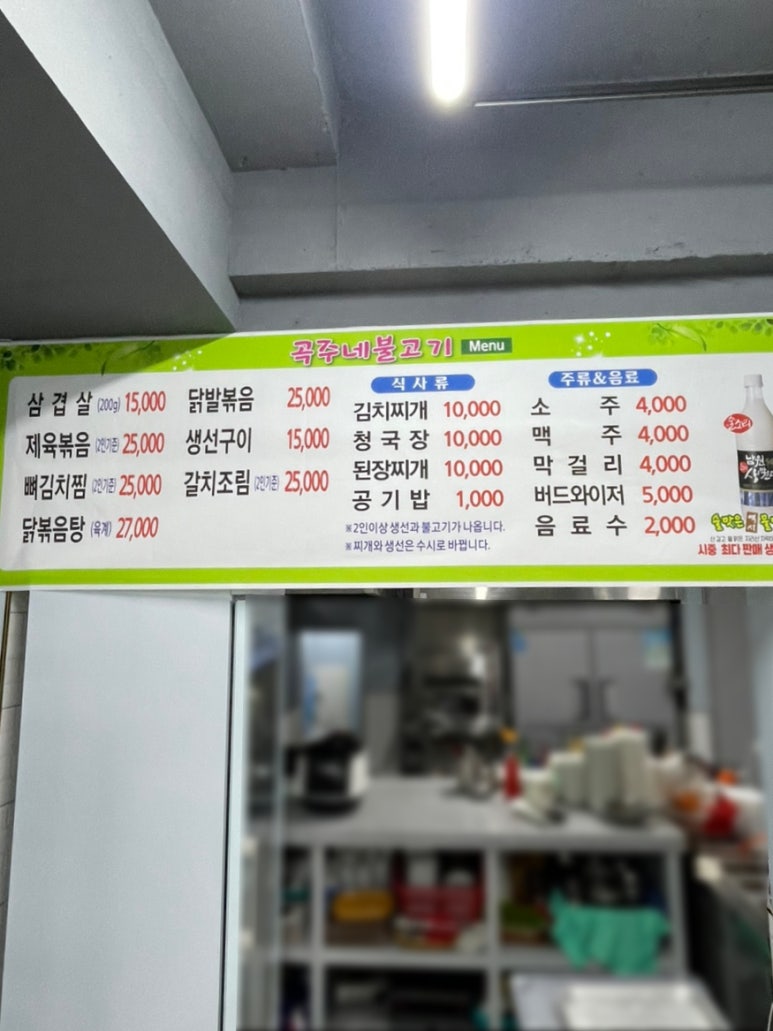 곡주네불고기 Menu
삼겹살 (200g) 15,000
제육볶음 (2인기준) 25,000
뼈김치찜 (2인기준) 25,000
닭볶음탕 (육계) 27,000
닭발볶음 25,000
생선구이 15,000
갈치조림 (2인기준) 25,000
식사류
김치찌개 10,000
청국장 10,000
된장찌개 10,000
공기밥 1,000
※2인이상 생선과 불고기가 나옵니다.
※찌개와 생선은 수시로 바뀝니다.
주류&음료
소주 4,000
맥주 4,000
막걸리 4,000
버드와이저 5,000
음료수 2,000
시중 최다 판매